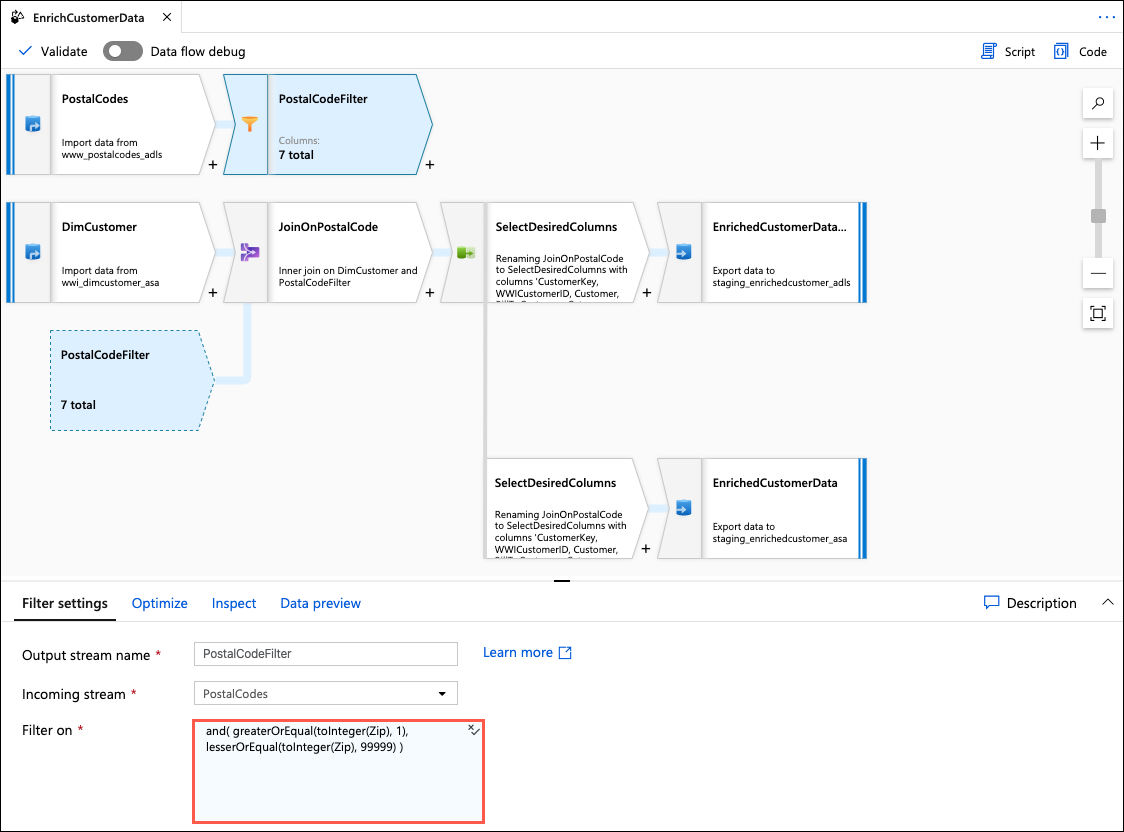 EnrichCustomerData
Validate
Data flow debug
Script
Code
PostalCodes
Import data from
www_postalcodes_adls
+
PostalCodeFilter
Columns:
7 total
+
DimCustomer
Import data from
wwi_dimcustomer_asa
+
JoinOnPostalCode
Inner join on DimCustomer and
PostalCodeFilter
+
SelectDesiredColumns
Renaming JoinOnPostalCode
to SelectDesiredColumns with
columns 'CustomerKey,
WWICustomerID, Customer,
+
EnrichedCustomerData...
Export data to
staging_enrichedcustomer_adls
PostalCodeFilter
7 total
SelectDesiredColumns
Renaming JoinOnPostalCode
to SelectDesiredColumns with
columns 'CustomerKey,
WWICustomerID, Customer,
+
EnrichedCustomerData
Export data to
staging_enrichedcustomer_asa
Filter settings
Optimize
Inspect
Data preview
Description
Output stream name *
PostalCodeFilter
Learn more
Incoming stream *
PostalCodes
Filter on *
and( greaterOrEqual(toInteger(Zip), 1),
lesserOrEqual(toInteger(Zip), 99999) )